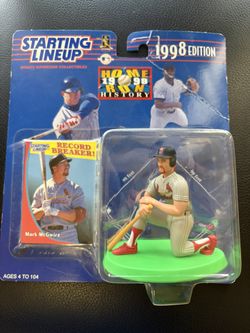 STARTING
LINEUP
SPORTS SUPERSTAR COLLECTIBLES
1998 EDITION
HOME
1998
RUN
HISTORY
STARTING
LINEUP
RECORD
BREAKER!
Mark McGwire
AGES 4 TO 104